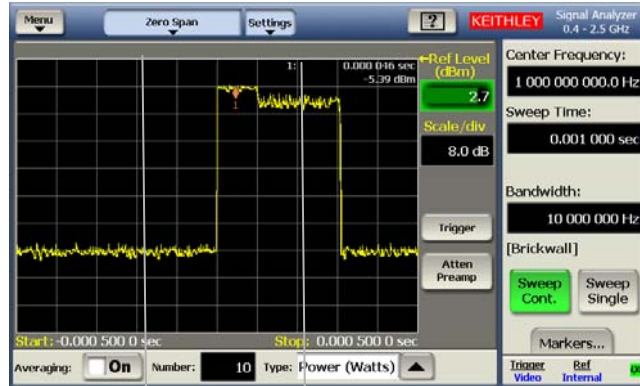 Menu
Zero Span
Settings
?
KEITHLEY
Signal Analyzer
0.4 - 2.5 GHz
1: 0.000 046 sec
-5.39 dBm
1
←Ref Level
(dBm)
2.7
Scale/div
8.0 dB
Trigger
Atten
Preamp
Start: -0.000 500 0 sec
Stop: 0.000 500 0 sec
Averaging:
On
Number:
10
Type:
Power (Watts)
Center Frequency:
1 000 000 000.0 Hz
Sweep Time:
0.001 000 sec
Bandwidth:
10 000 000 Hz
[Brickwall]
Sweep
Cont.
Sweep
Single
Markers...
Trigger
Video
Ref
Internal